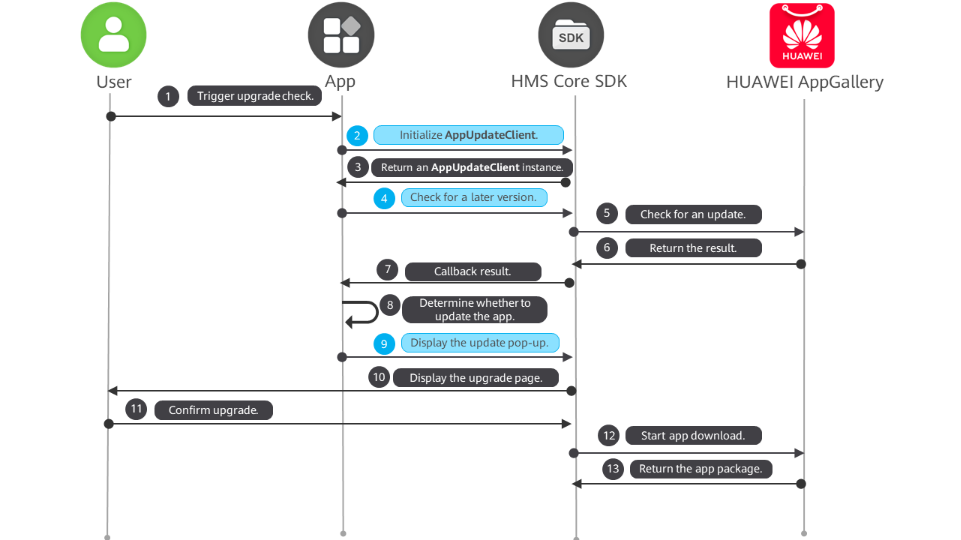 SDK
HUAWEI
User
App
HMS Core SDK
HUAWEI AppGallery
1 Trigger upgrade check.
2 Initialize AppUpdateClient.
3 Return an AppUpdateClient instance.
4 Check for a later version.
5 Check for an update.
6 Return the result.
7 Callback result.
8 Determine whether to
update the app.
9 Display the update pop-up.
10 Display the upgrade page.
11 Confirm upgrade.
12 Start app download.
13 Return the app package.